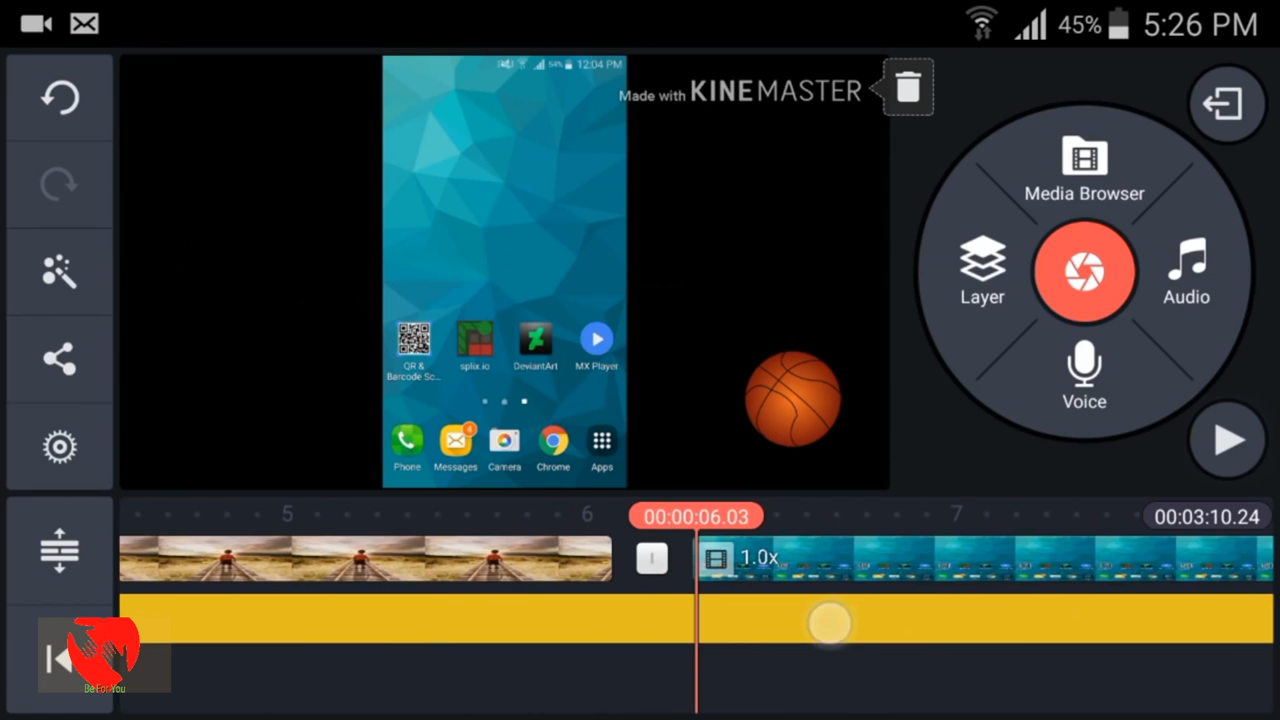 45% 5:26 PM
54% 12:04 PM
Made with KINEMASTER
Media Browser
Layer
Audio
Voice
QR &
Barcode Sc...
splix.io
DeviantArt
MX Player
4
Phone
Messages
Camera
Chrome
Apps
5
6
00:00:06.03
7
00:03:10.24
1.0x
Be For You